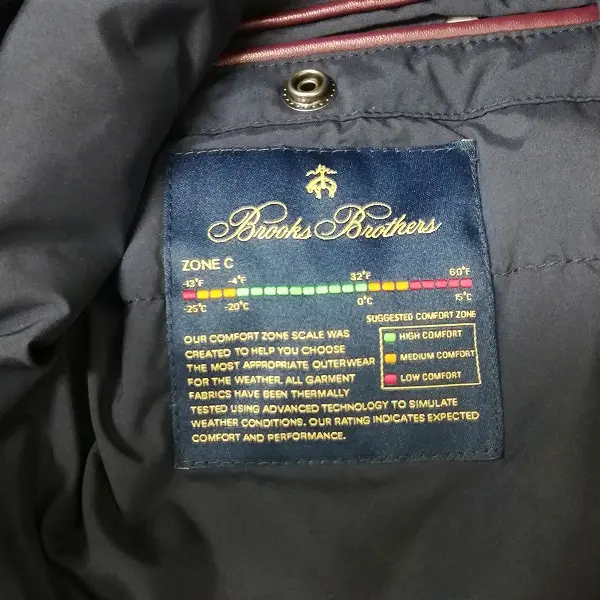 Brooks Brothers
ZONE C
-13°F -4°F 32°F 60°F
-25°C -20°C 0°C 15°C
SUGGESTED COMFORT ZONE
HIGH COMFORT
MEDIUM COMFORT
LOW COMFORT
OUR COMFORT ZONE SCALE WAS
CREATED TO HELP YOU CHOOSE
THE MOST APPROPRIATE OUTERWEAR
FOR THE WEATHER. ALL GARMENT
FABRICS HAVE BEEN THERMALLY
TESTED USING ADVANCED TECHNOLOGY TO SIMULATE
WEATHER CONDITIONS. OUR RATING INDICATES EXPECTED
COMFORT AND PERFORMANCE.